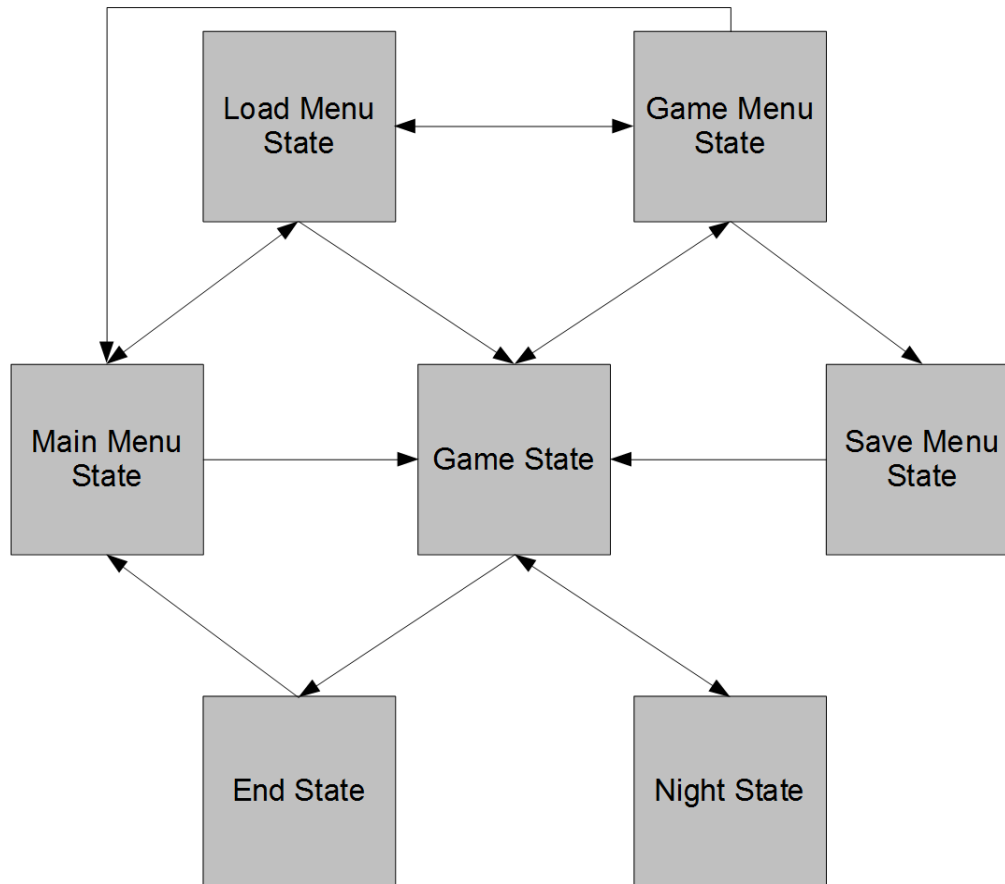 Load Menu
State
Game Menu
State
Main Menu
State
Game State
Save Menu
State
End State
Night State